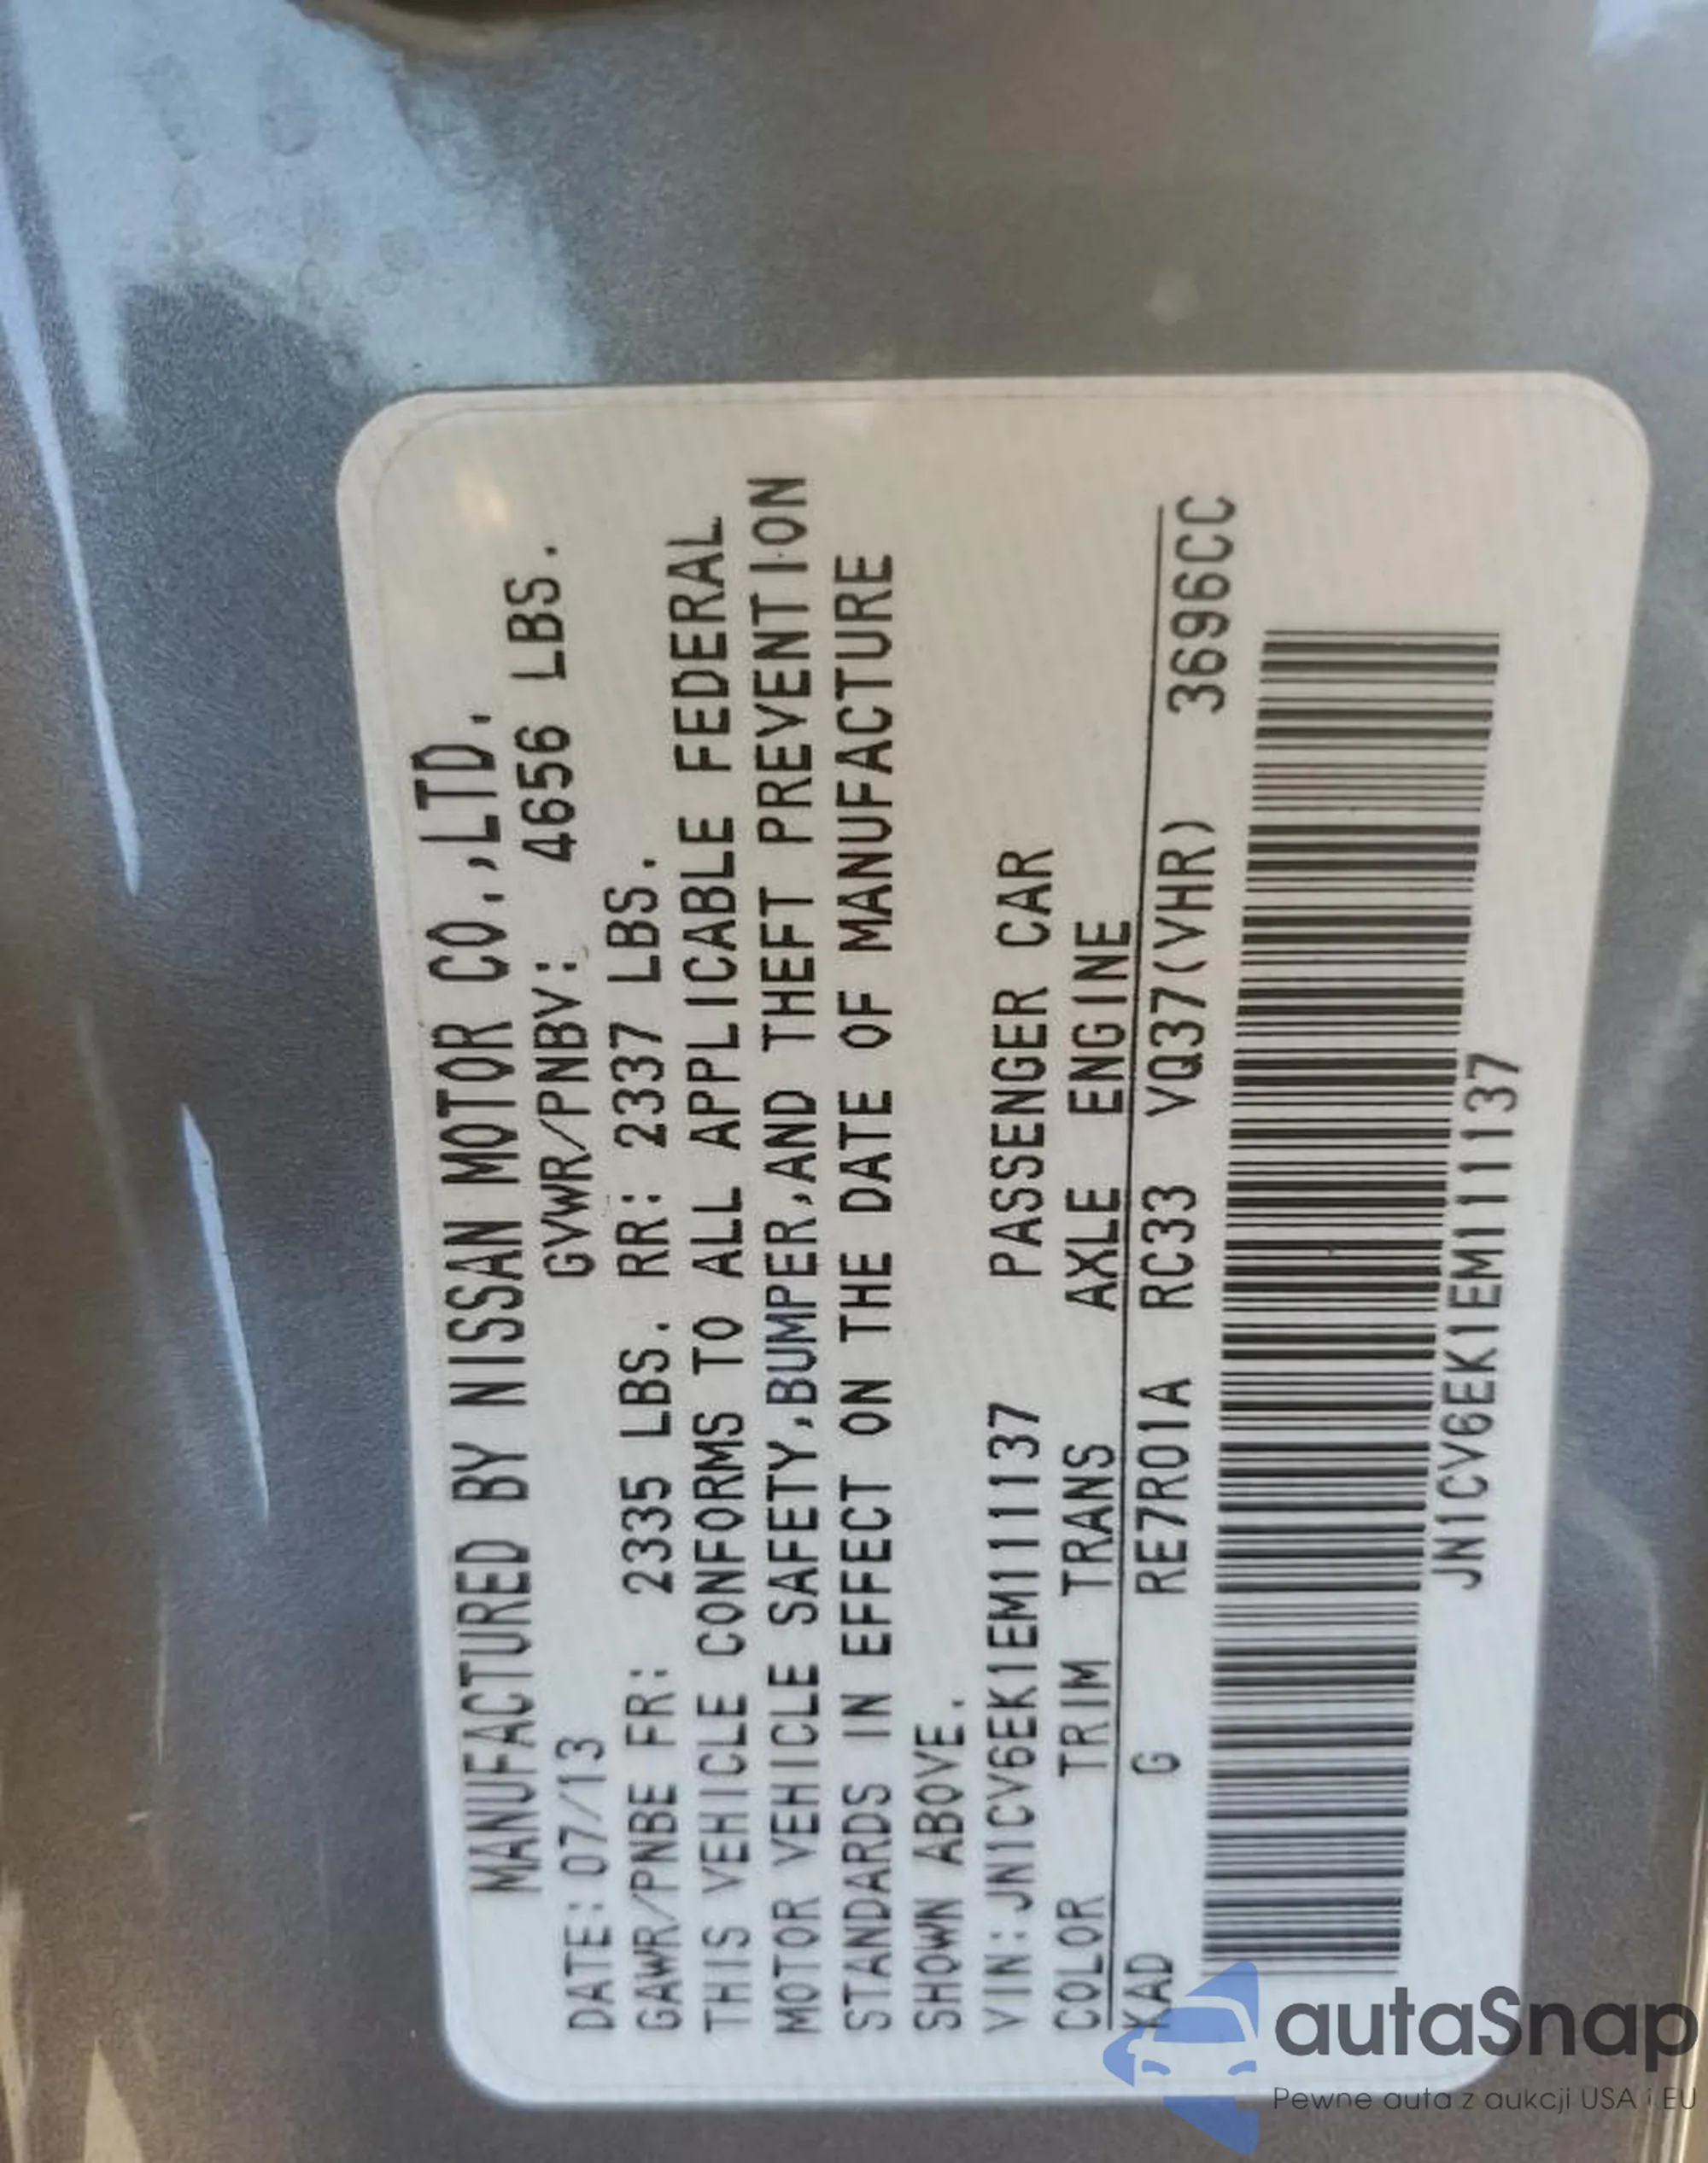 MANUFACTURED BY NISSAN MOTOR CO.,LTD.
DATE:07/13 GVWR/PNBV: 4656 LBS.
GAWR/PNBE FR: 2335 LBS. RR: 2337 LBS.
THIS VEHICLE CONFORMS TO ALL APPLICABLE FEDERAL
MOTOR VEHICLE SAFETY,BUMPER,AND THEFT PREVENTION
STANDARDS IN EFFECT ON THE DATE OF MANUFACTURE
SHOWN ABOVE.
VIN:JN1CV6EK1EM111137 PASSENGER CAR
COLOR TRIM TRANS AXLE ENGINE
KAD G RE7R01A RC33 VQ37(VHR) 3696CC
JN1CV6EK1EM111137
autaSnap
Pewne auta z aukcji USA i EU